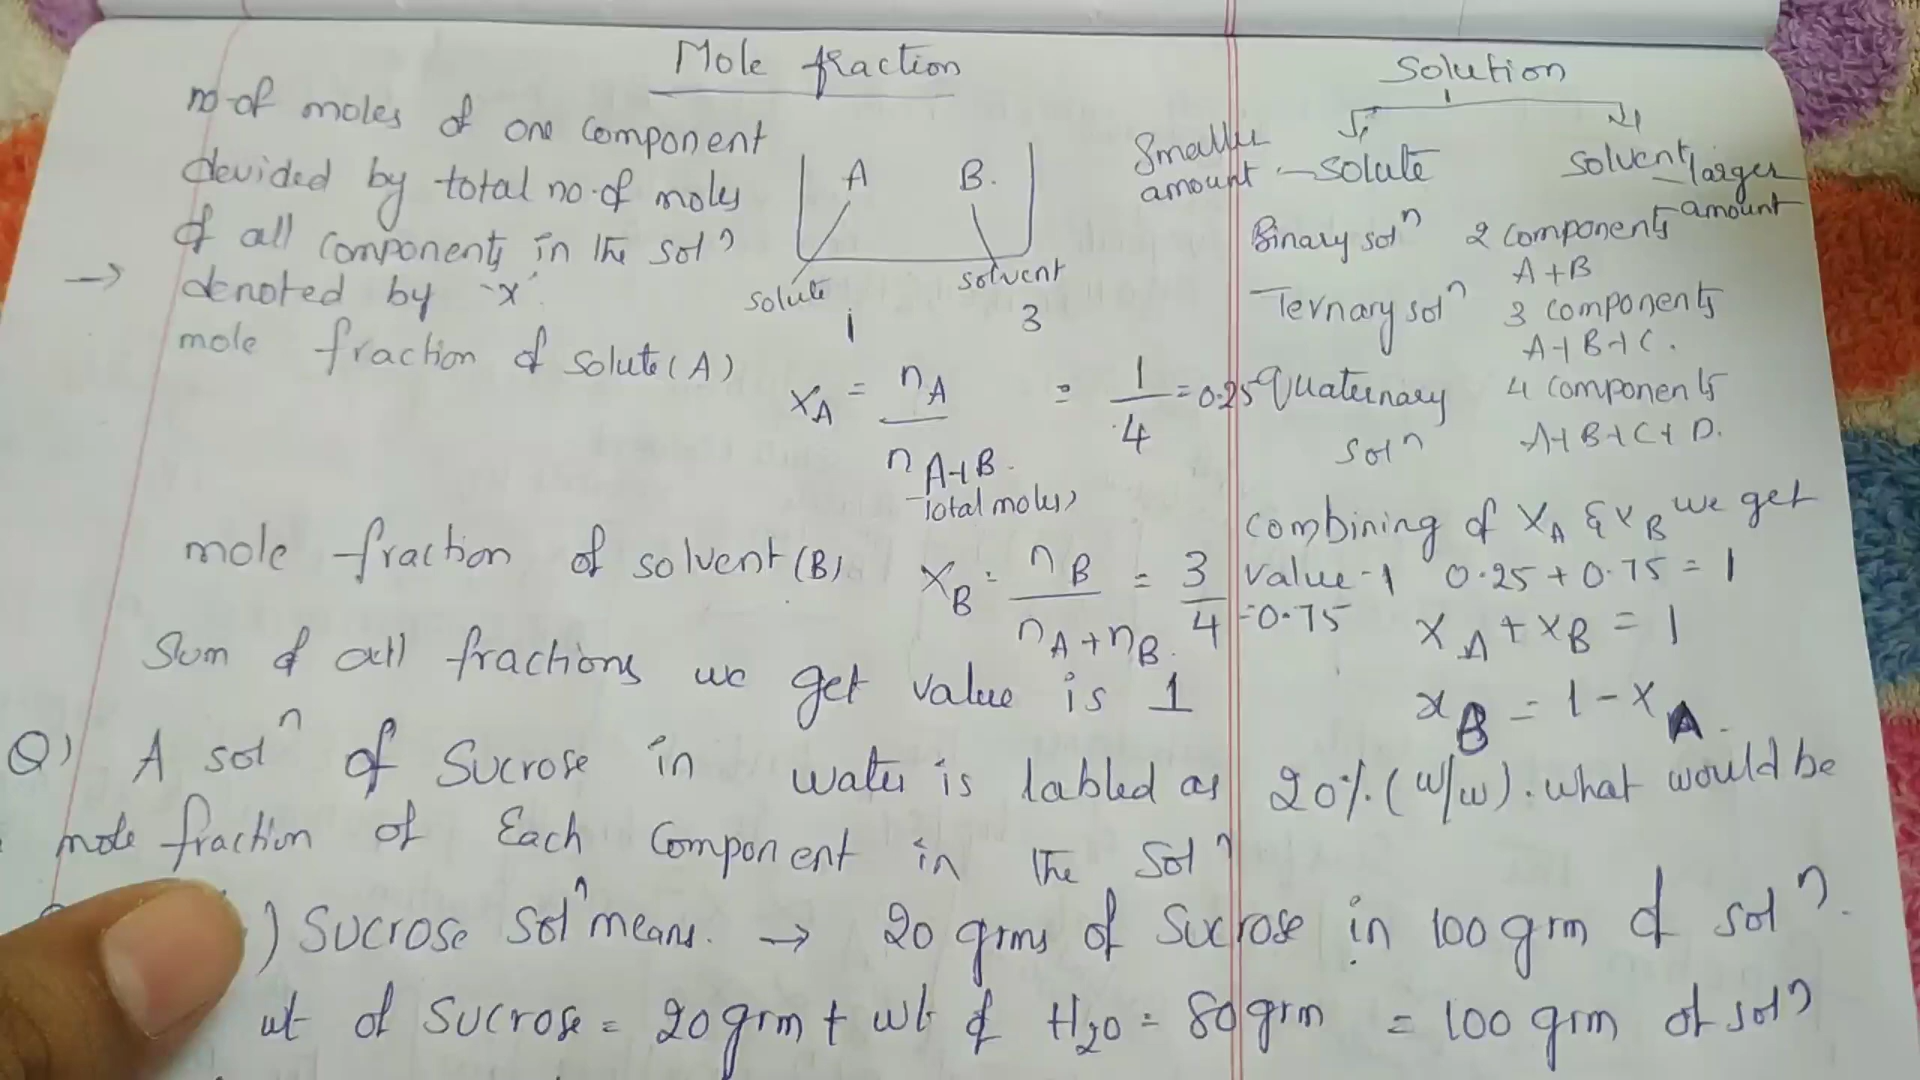 Mole fraction
no of moles of one component
devided by total no. of moles
of all components in the solⁿ
→ denoted by 'x'.
mole fraction of solute (A)
A B.
solute solvent
1 3
xA = nA = 1 = 0.25
nA+B. 4
Total moles
mole fraction of solvent (B) xB = nB = 3
nA + nB. 4 = 0.75
Sum of all fractions we get value is 1
Solution
Smaller amount - solute
solvent - larger amount
Binary solⁿ 2 components
A+B
Ternary solⁿ 3 components
A+B+C.
Quaternary solⁿ 4 components
A+B+C+D.
combining of xA & xB we get
value - 1 0.25 + 0.75 = 1
xA + xB = 1
xB = 1 - xA.
Q) A solⁿ of Sucrose in water is labled as 20%. (w/w). what would be
mole fraction of Each component in the solⁿ
) Sucrose solⁿ means. → 20 grms of Sucrose in 100 grm of solⁿ.
wt of Sucrose = 20 grm + wt of H₂O = 80 grm = 100 grm of solⁿ